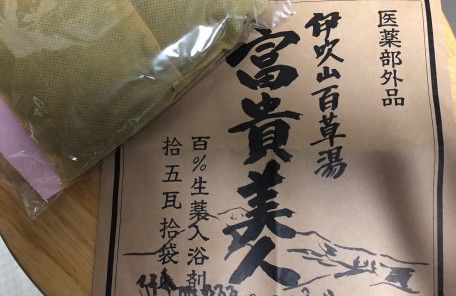 医薬部外品
伊吹山百草湯
富貴美人
百%生薬入浴剤
拾五瓦拾袋